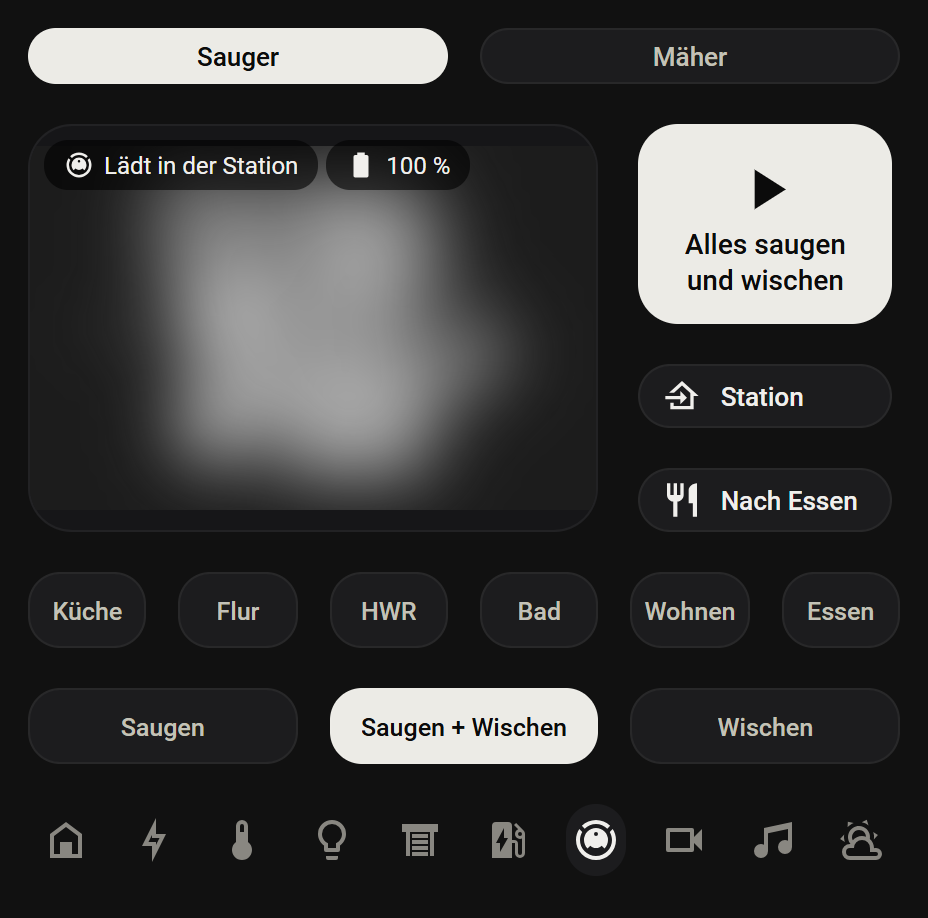 Sauger
Mäher
Lädt in der Station
100 %
Alles saugen
und wischen
Station
Nach Essen
Küche
Flur
HWR
Bad
Wohnen
Essen
Saugen
Saugen + Wischen
Wischen